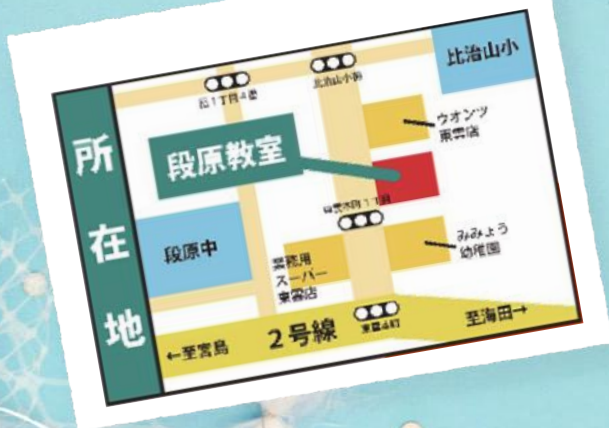 所在地
比治山小
比治山小前
ウオンツ
東雲店
段原教室
段原中
業務用
スーパー
東雲店
みみょう
幼稚園
←至宮島
2号線
至海田→